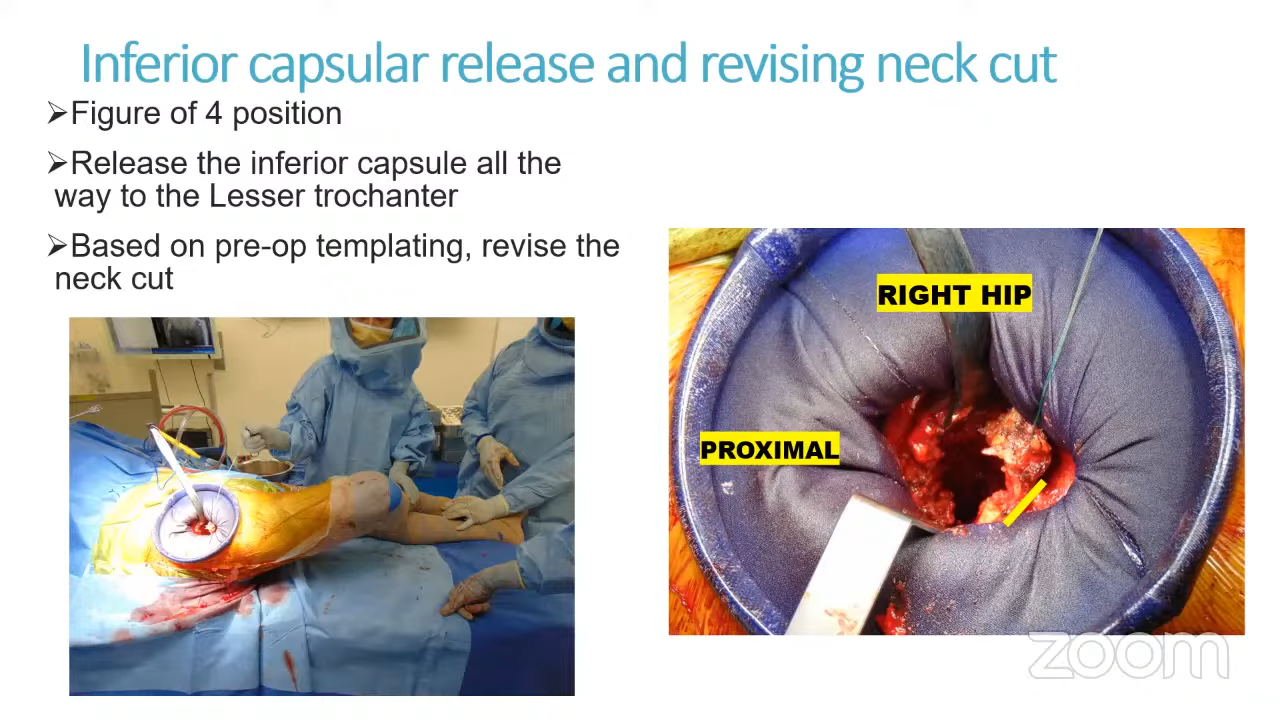 Inferior capsular release and revising neck cut
➢Figure of 4 position
➢Release the inferior capsule all the
way to the Lesser trochanter
➢Based on pre-op templating, revise the
neck cut
RIGHT HIP
PROXIMAL
zoom